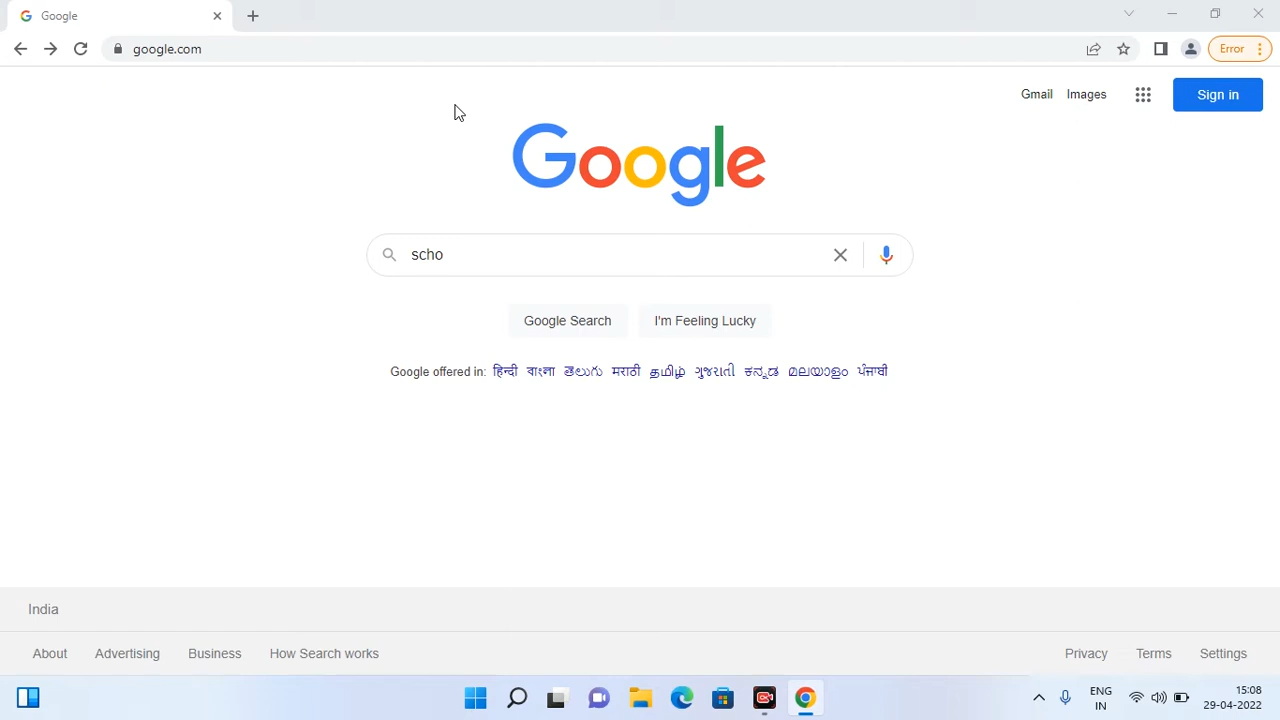 Google
google.com
Error
Gmail Images Sign in
Google
scho
Google Search I'm Feeling Lucky
Google offered in: हिन्दी বাংলা తెలుగు मराठी தமிழ் ગુજરાતી ಕನ್ನಡ മലയാളം ਪੰਜਾਬੀ
India
About Advertising Business How Search works Privacy Terms Settings
ENG
IN
15:08
29-04-2022